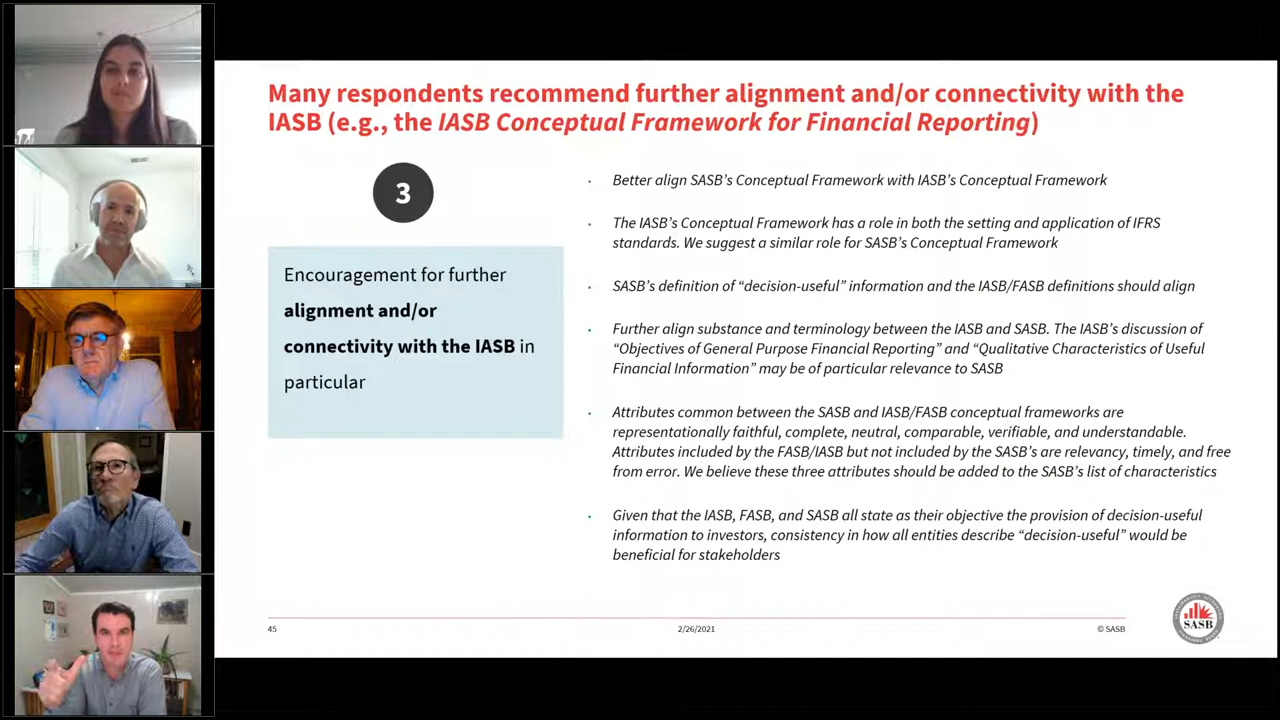 Many respondents recommend further alignment and/or connectivity with the
IASB (e.g., the IASB Conceptual Framework for Financial Reporting)
3
Encouragement for further
alignment and/or
connectivity with the IASB in
particular
Better align SASB's Conceptual Framework with IASB's Conceptual Framework
The IASB's Conceptual Framework has a role in both the setting and application of IFRS
standards. We suggest a similar role for SASB's Conceptual Framework
SASB's definition of “decision-useful” information and the IASB/FASB definitions should align
Further align substance and terminology between the IASB and SASB. The IASB's discussion of
“Objectives of General Purpose Financial Reporting” and “Qualitative Characteristics of Useful
Financial Information” may be of particular relevance to SASB
Attributes common between the SASB and IASB/FASB conceptual frameworks are
representationally faithful, complete, neutral, comparable, verifiable, and understandable.
Attributes included by the FASB/IASB but not included by the SASB's are relevancy, timely, and free
from error. We believe these three attributes should be added to the SASB's list of characteristics
Given that the IASB, FASB, and SASB all state as their objective the provision of decision-useful
information to investors, consistency in how all entities describe “decision-useful” would be
beneficial for stakeholders
45
2/26/2021
© SASB
SASB